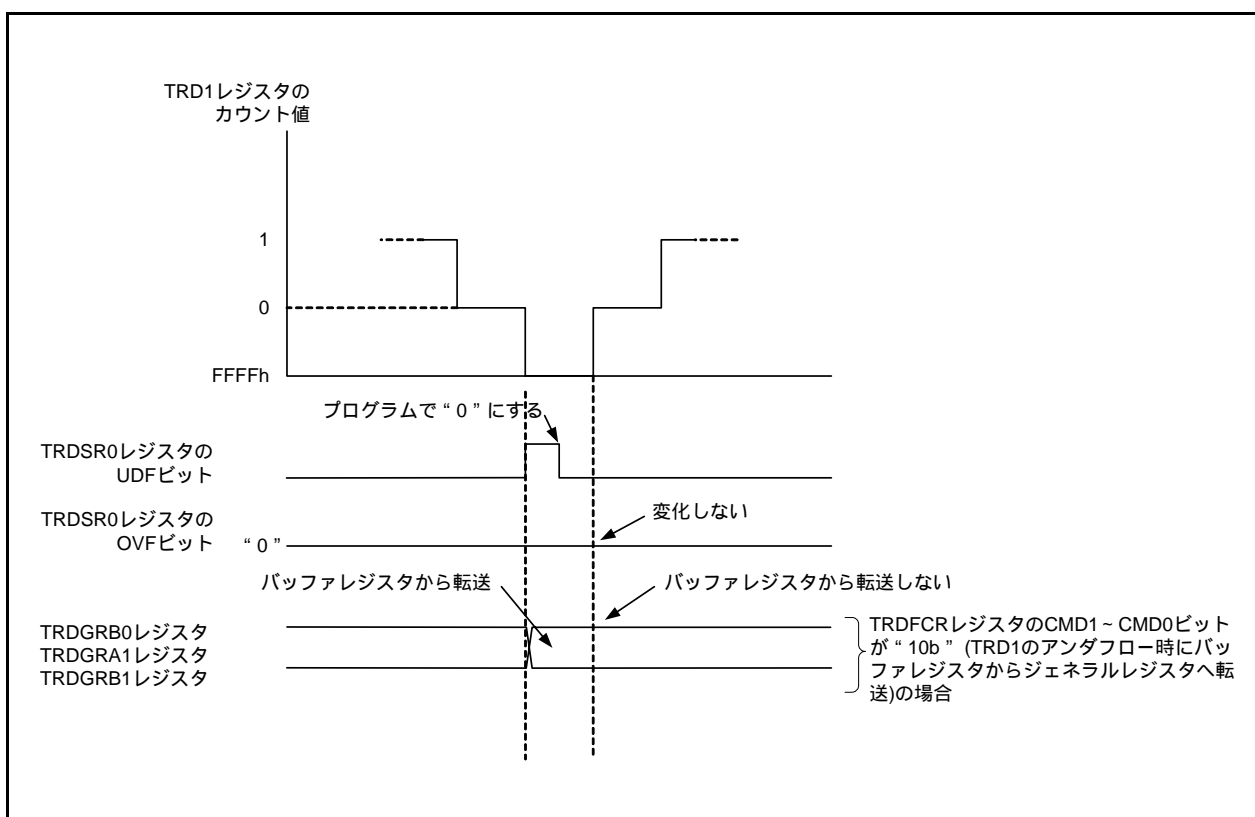 TRD1レジスタの
カウント値
1
0
FFFFh
プログラムで“0”にする
TRDSR0レジスタの
UDFビット
変化しない
TRDSR0レジスタの
OVFビット “0”
バッファレジスタから転送
バッファレジスタから転送しない
TRDGRB0レジスタ
TRDGRA1レジスタ
TRDGRB1レジスタ
TRDFCRレジスタのCMD1~CMD0ビット
が“10b”(TRD1のアンダフロー時にバッ
ファレジスタからジェネラルレジスタへ転
送)の場合